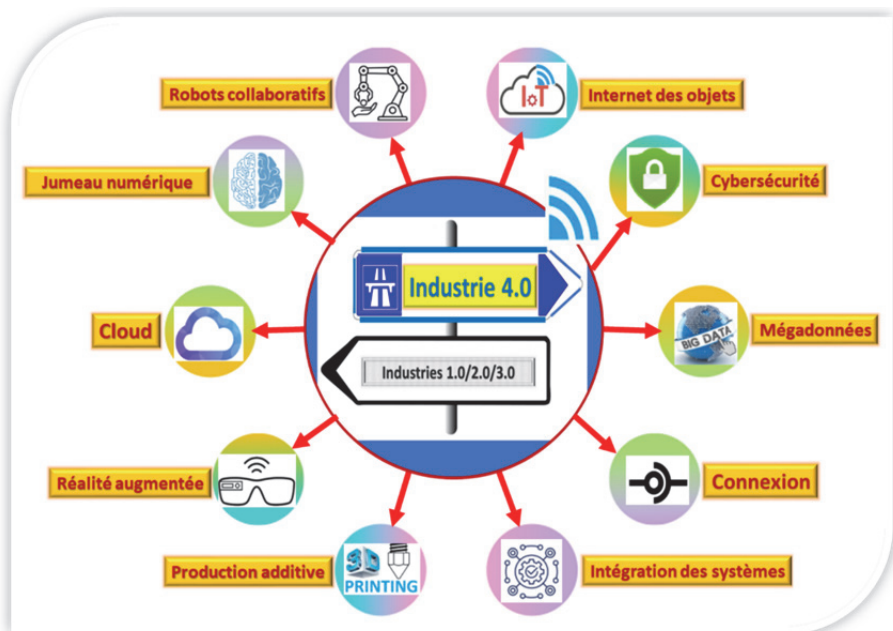 Robots collaboratifs
IoT
Internet des objets
Jumeau numérique
Cybersécurité
Industrie 4.0
Cloud
BIG DATA
Mégadonnées
Industries 1.0/2.0/3.0
Réalité augmentée
Connexion
Production additive
3D
PRINTING
Intégration des systèmes